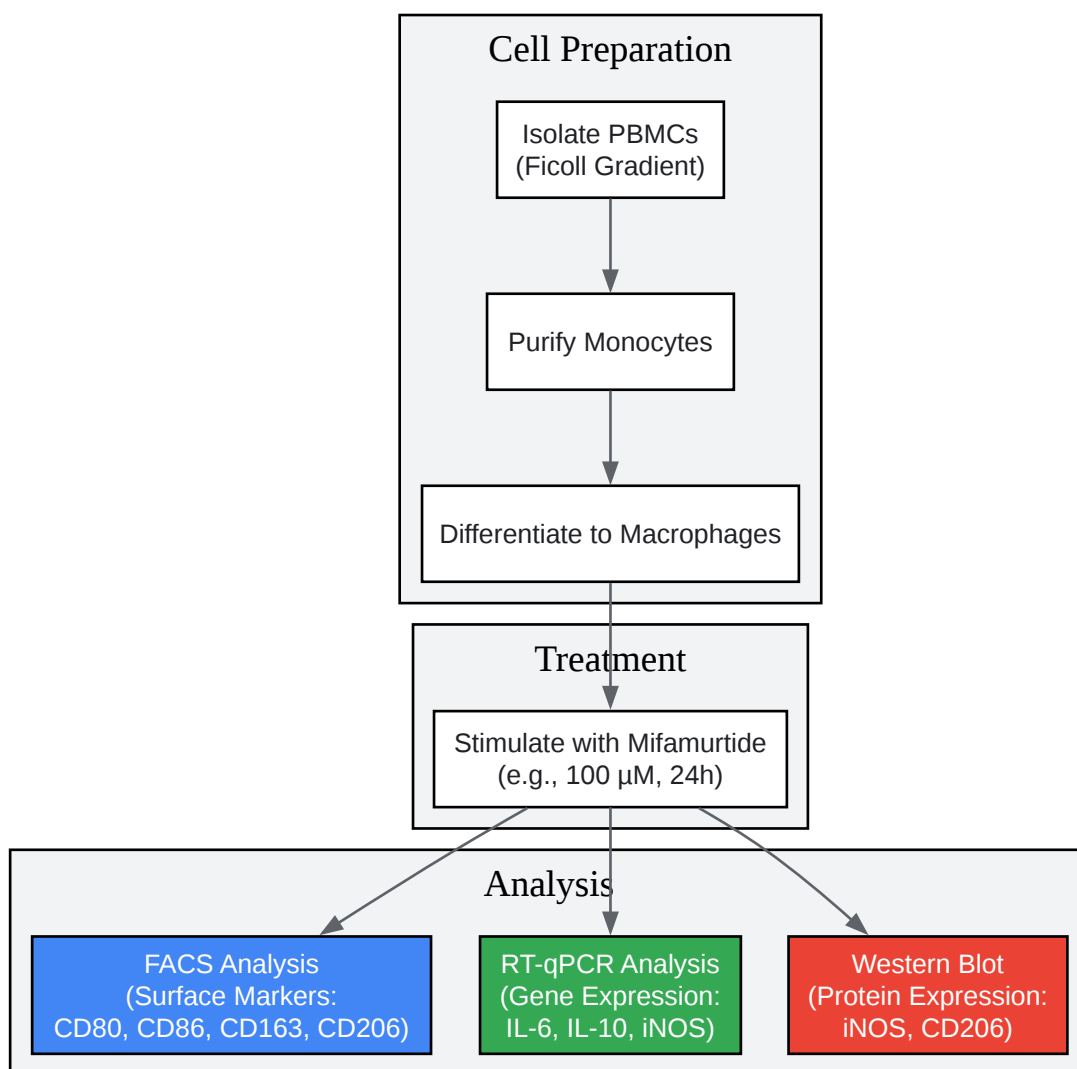 Cell Preparation
Isolate PBMCs
(Ficoll Gradient)
Purify Monocytes
Differentiate to Macrophages
Treatment
Stimulate with Mifamurtide
(e.g., 100 µM, 24h)
Analysis
FACS Analysis
(Surface Markers:
CD80, CD86, CD163, CD206)
RT-qPCR Analysis
(Gene Expression:
IL-6, IL-10, iNOS)
Western Blot
(Protein Expression:
iNOS, CD206)